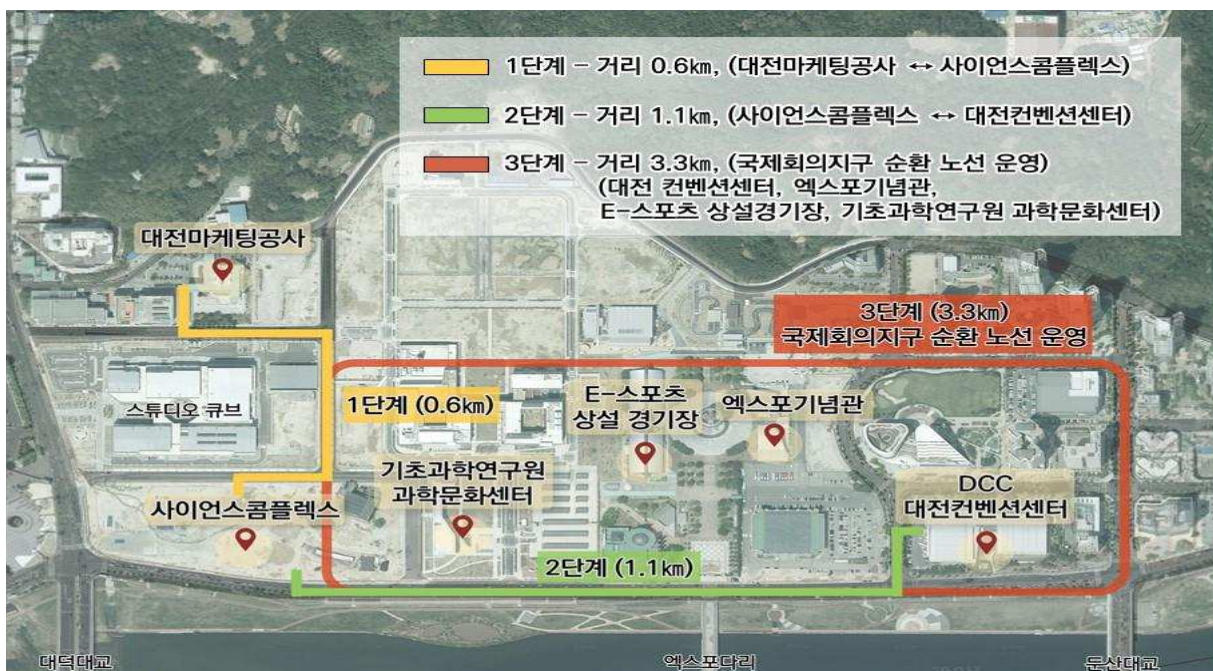 1단계 – 거리 0.6㎞, (대전마케팅공사 ↔ 사이언스콤플렉스)
2단계 – 거리 1.1㎞, (사이언스콤플렉스 ↔ 대전컨벤션센터)
3단계 – 거리 3.3㎞, (국제회의지구 순환 노선 운영)
(대전 컨벤션센터, 엑스포기념관,
E-스포츠 상설경기장, 기초과학연구원 과학문화센터)
대전마케팅공사
3단계 (3.3㎞)
국제회의지구 순환 노선 운영
스튜디오 큐브
1단계 (0.6㎞)
E-스포츠
상설 경기장
엑스포기념관
사이언스콤플렉스
기초과학연구원
과학문화센터
DCC
대전컨벤션센터
2단계 (1.1㎞)
대덕대교
엑스포다리
둔산대교